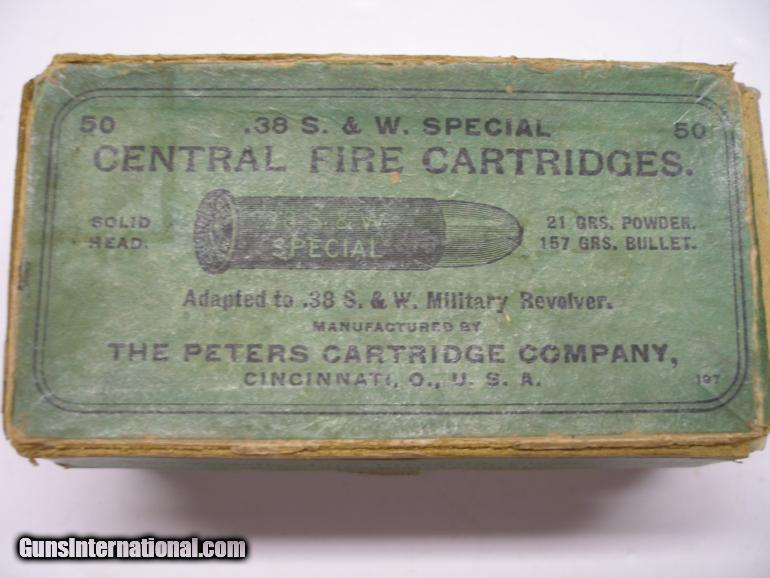 50 .38 S. & W. SPECIAL 50
CENTRAL FIRE CARTRIDGES.
SOLID
HEAD.
.38 S. & W.
SPECIAL
21 GRS. POWDER.
157 GRS. BULLET.
Adapted to .38 S. & W. Military Revolver.
MANUFACTURED BY
THE PETERS CARTRIDGE COMPANY,
CINCINNATI, O., U. S. A.
197
GunsInternational.com